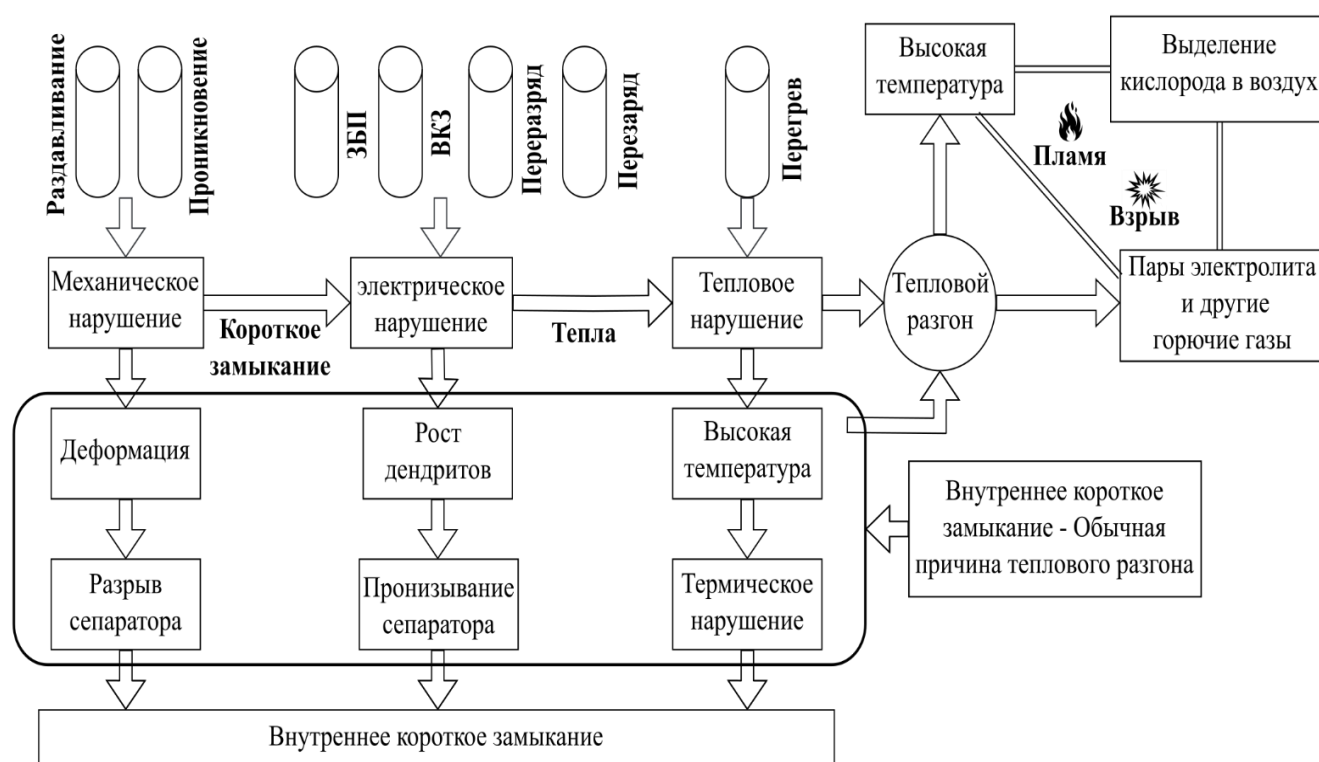 Раздавливание
Проникновение
ЗБП
ВКЗ
Переразряд
Перезаряд
Перегрев
Высокая
температура
Выделение
кислорода в воздух
Пламя
Взрыв
Механическое
нарушение
Короткое
замыкание
электрическое
нарушение
Тепла
Тепловое
нарушение
Тепловой
разгон
Пары электролита
и другие
горючие газы
Деформация
Рост
дендритов
Высокая
температура
Внутреннее короткое
замыкание - Обычная
причина теплового разгона
Разрыв
сепаратора
Пронизывание
сепаратора
Термическое
нарушение
Внутреннее короткое замыкание